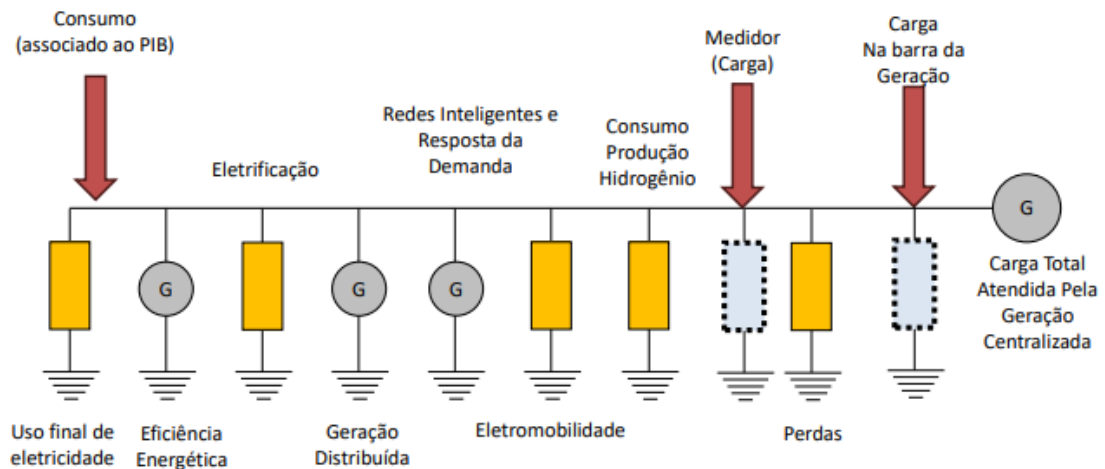 Consumo
(associado ao PIB)
Medidor
(Carga)
Carga
Na barra da
Geração
Redes Inteligentes e
Resposta da
Demanda
Consumo
Produção
Hidrogênio
Eletrificação
G
G
G
G
Carga Total
Atendida Pela
Geração
Centralizada
Uso final de
eletricidade
Eficiência
Energética
Geração
Distribuída
Eletromobilidade
Perdas